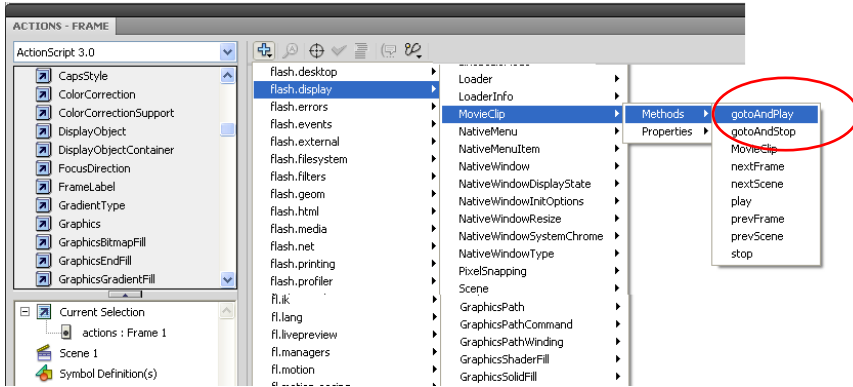 ACTIONS - FRAME
ActionScript 3.0
CapsStyle
ColorCorrection
ColorCorrectionSupport
DisplayObject
DisplayObjectContainer
FocusDirection
FrameLabel
GradientType
Graphics
GraphicsBitmapFill
GraphicsEndFill
GraphicsGradientFill
Current Selection
actions : Frame 1
Scene 1
Symbol Definition(s)
flash.desktop
flash.display
flash.errors
flash.events
flash.external
flash.filesystem
flash.filters
flash.geom
flash.html
flash.media
flash.net
flash.printing
flash.profiler
fl.ik
fl.lang
fl.livepreview
fl.managers
fl.motion
Loader
LoaderInfo
MovieClip
NativeMenu
NativeMenuItem
NativeWindow
NativeWindowDisplayState
NativeWindowInitOptions
NativeWindowResize
NativeWindowSystemChrome
NativeWindowType
PixelSnapping
Scene
GraphicsPath
GraphicsPathCommand
GraphicsPathWinding
GraphicsShaderFill
GraphicsSolidFill
Methods
Properties
gotoAndPlay
gotoAndStop
MovieClip
nextFrame
nextScene
play
prevFrame
prevScene
stop